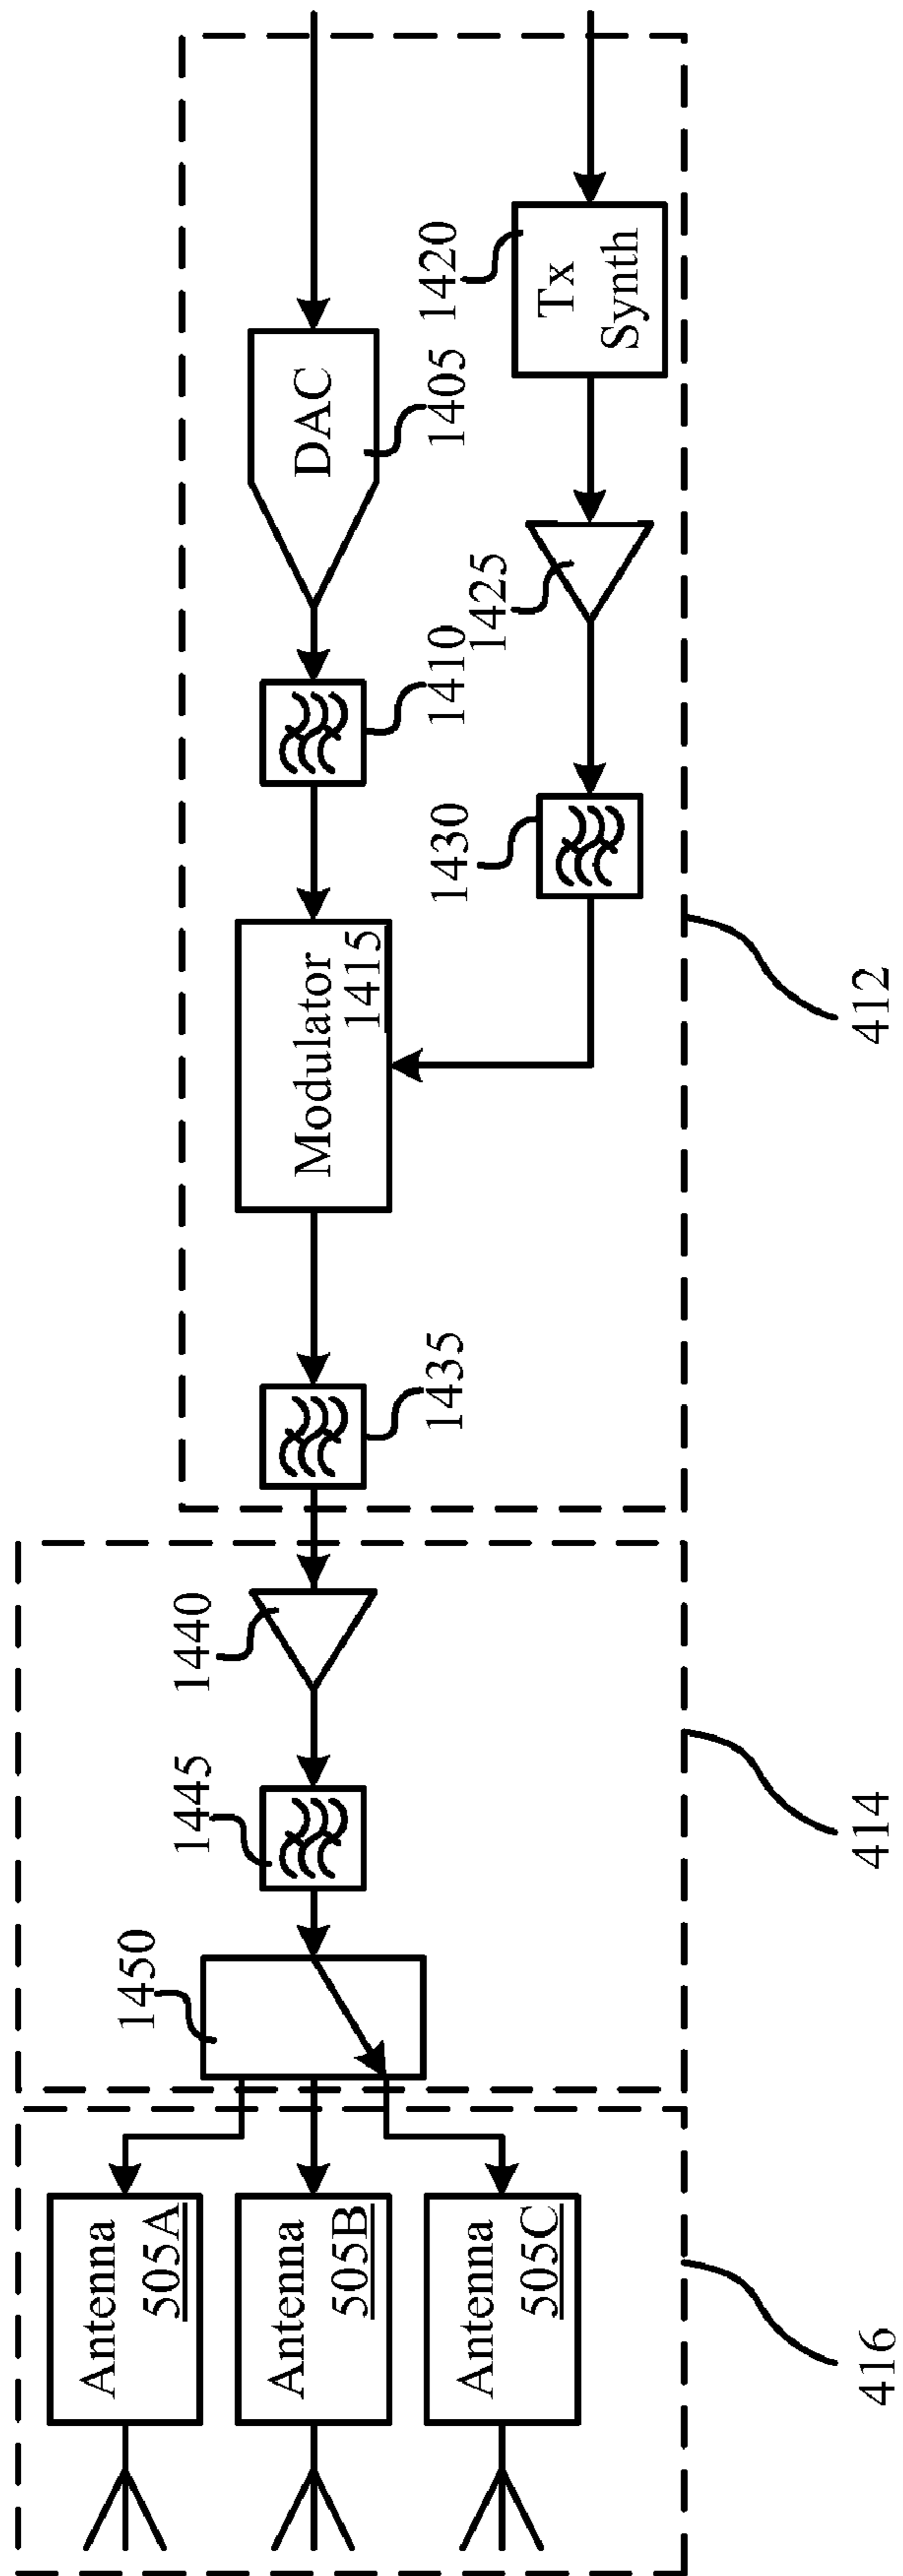 Antenna
505A
Antenna
505B
Antenna
505C
416
1450
1445
1440
414
1435
Modulator
1415
1410
DAC
1405
1430
1425
1420
Tx
Synth
412